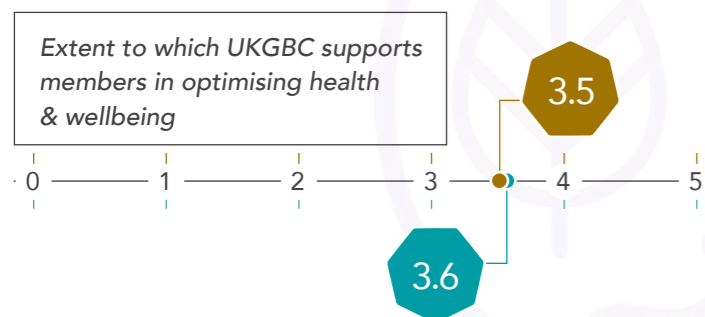 Extent to which UKGBC supports
members in optimising health
& wellbeing
3.5
0 1 2 3 4 5
3.6